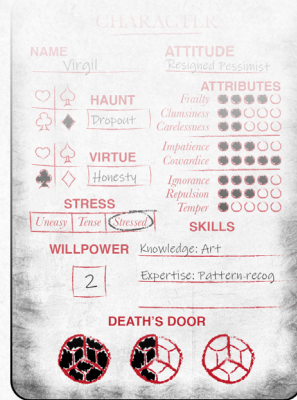 CHARACTER
NAME
Virgil
ATTITUDE
Resigned Pessimist
HAUNT
Dropout
VIRTUE
Honesty
STRESS
Uneasy Tense Stressed
WILLPOWER
2
ATTRIBUTES
Frailty
Clumsiness
Carelessness
Impatience
Cowardice
Ignorance
Repulsion
Temper
SKILLS
Knowledge: Art
Expertise: Pattern-recog
DEATH'S DOOR